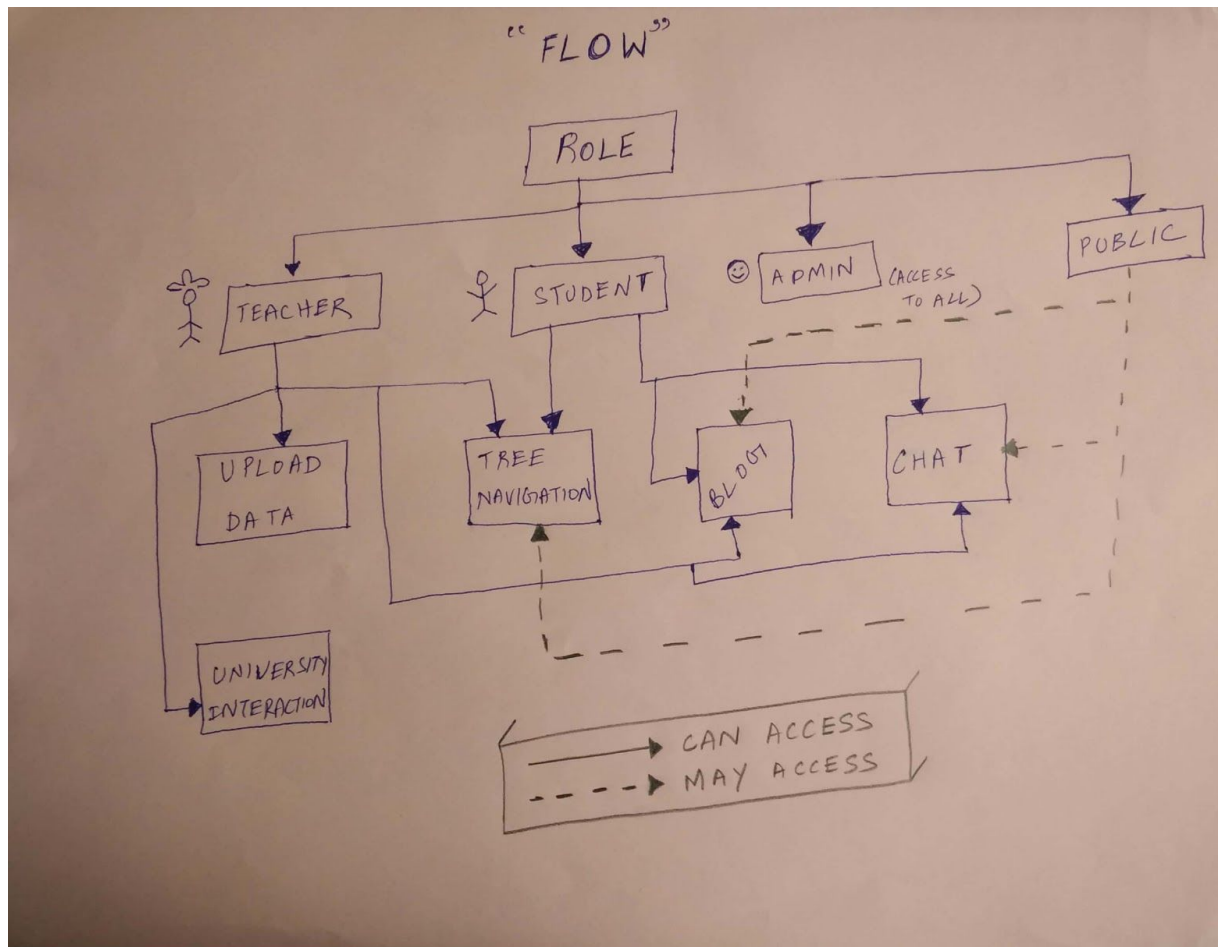 “FLOW”
ROLE
TEACHER
STUDENT
ADMIN
(ACCESS
TO ALL)
PUBLIC
UPLOAD
DATA
TREE
NAVIGATION
BLOG
CHAT
UNIVERSITY
INTERACTION
CAN ACCESS
MAY ACCESS